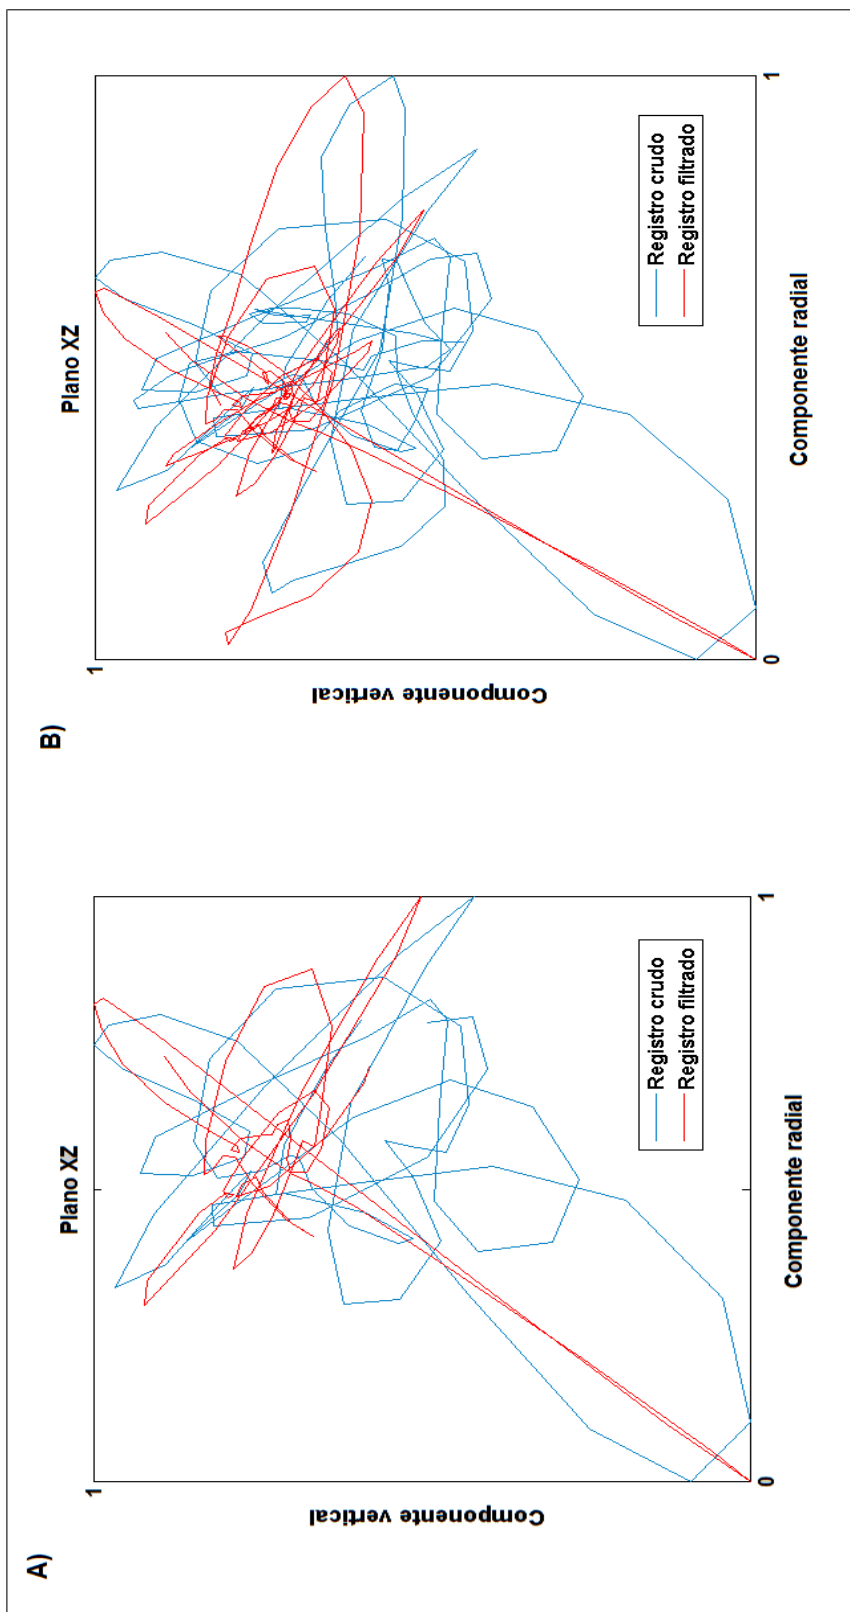 A)
Plano XZ
1
Componente vertical
Registro crudo
Registro filtrado
0
1
Componente radial
B)
Plano XZ
1
Componente vertical
Registro crudo
Registro filtrado
0
1
Componente radial